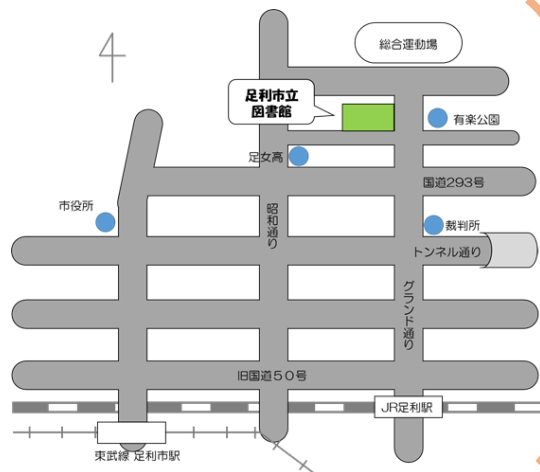 総合運動場
足利市立
図書館
有楽公園
足女高
国道293号
市役所
昭和通り
裁判所
トンネル通り
グランド通り
旧国道50号
JR足利駅
東武線 足利市駅